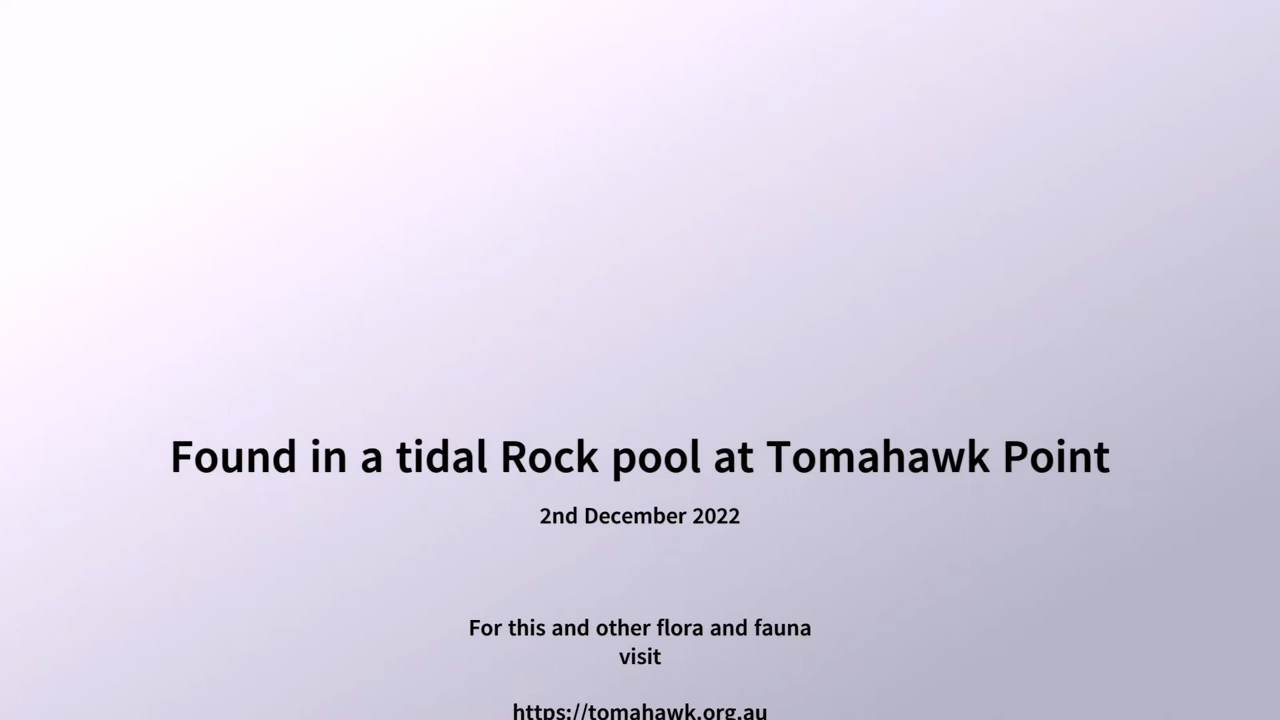 Found in a tidal Rock pool at Tomahawk Point
2nd December 2022
For this and other flora and fauna
visit
https://tomahawk.org.au